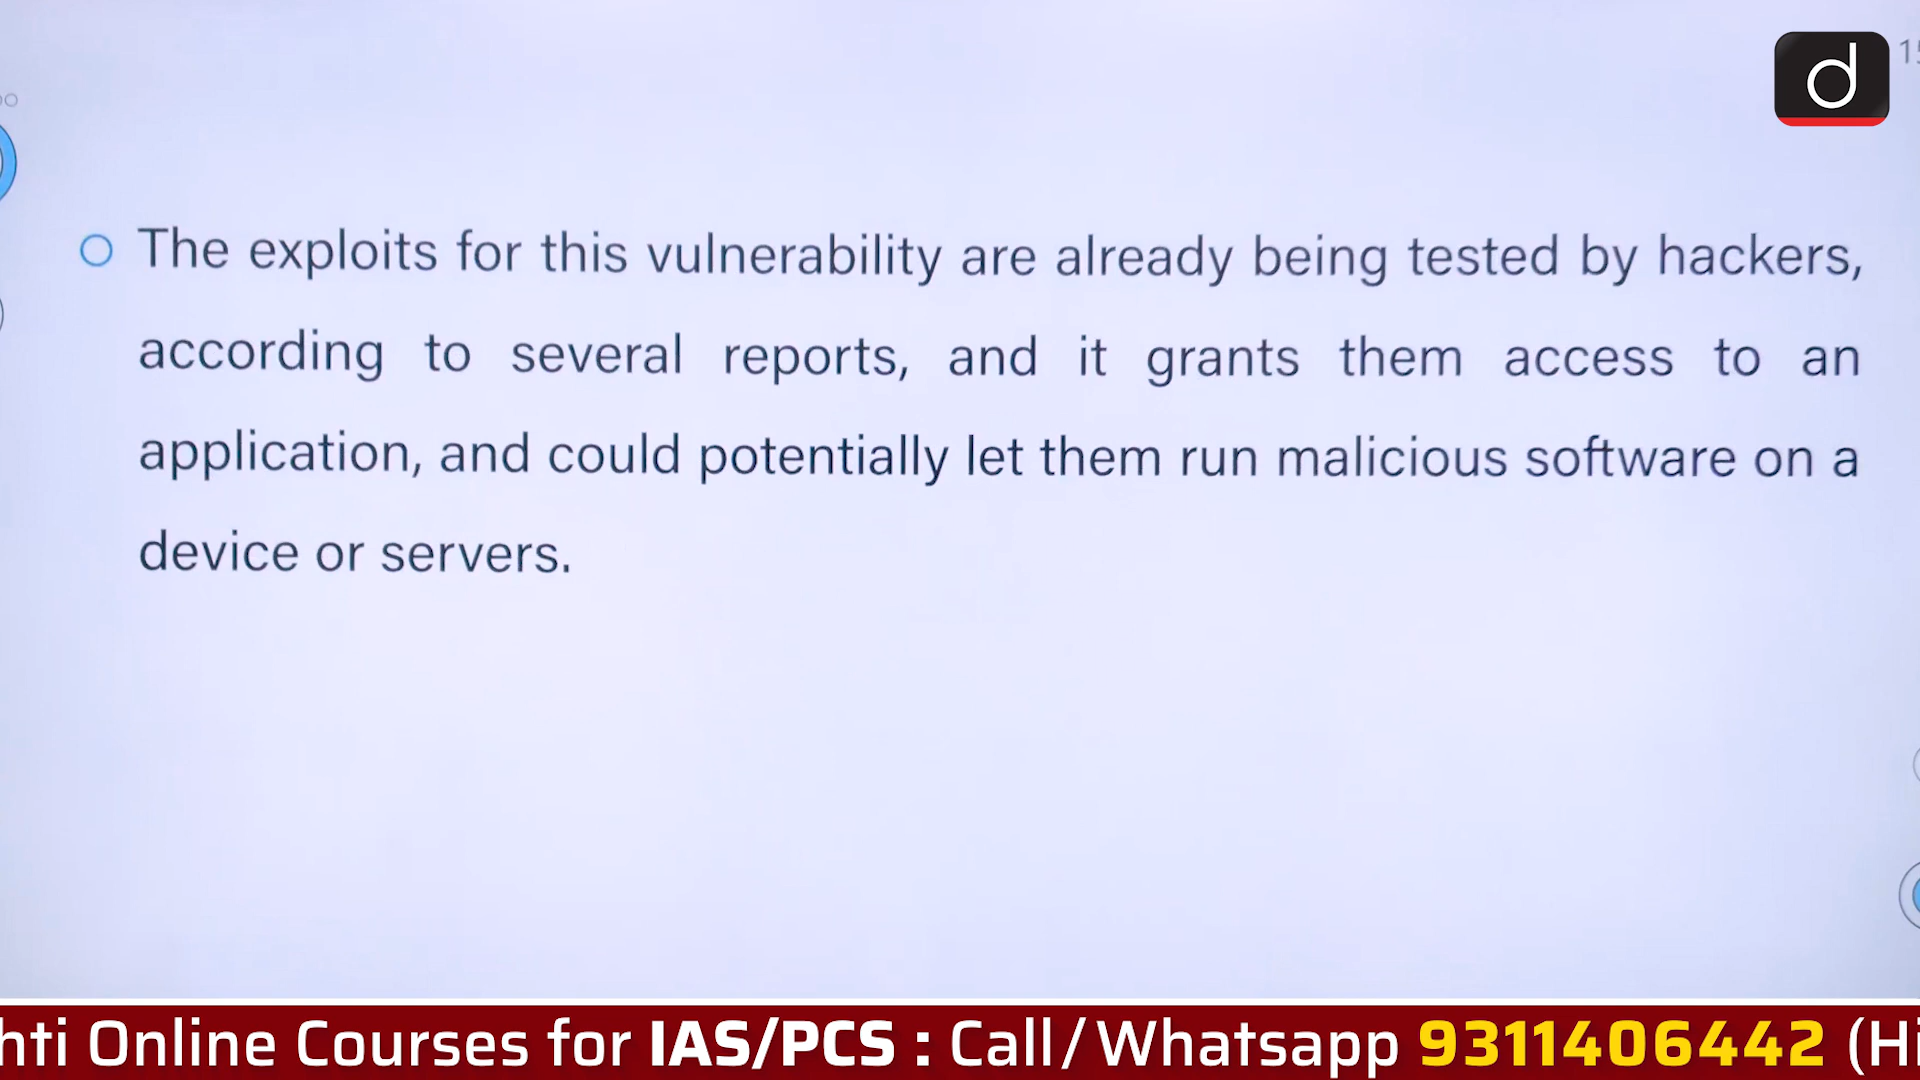 d
The exploits for this vulnerability are already being tested by hackers,
according to several reports, and it grants them access to an
application, and could potentially let them run malicious software on a
device or servers.
Online Courses for IAS/PCS : Call/Whatsapp 9311406442